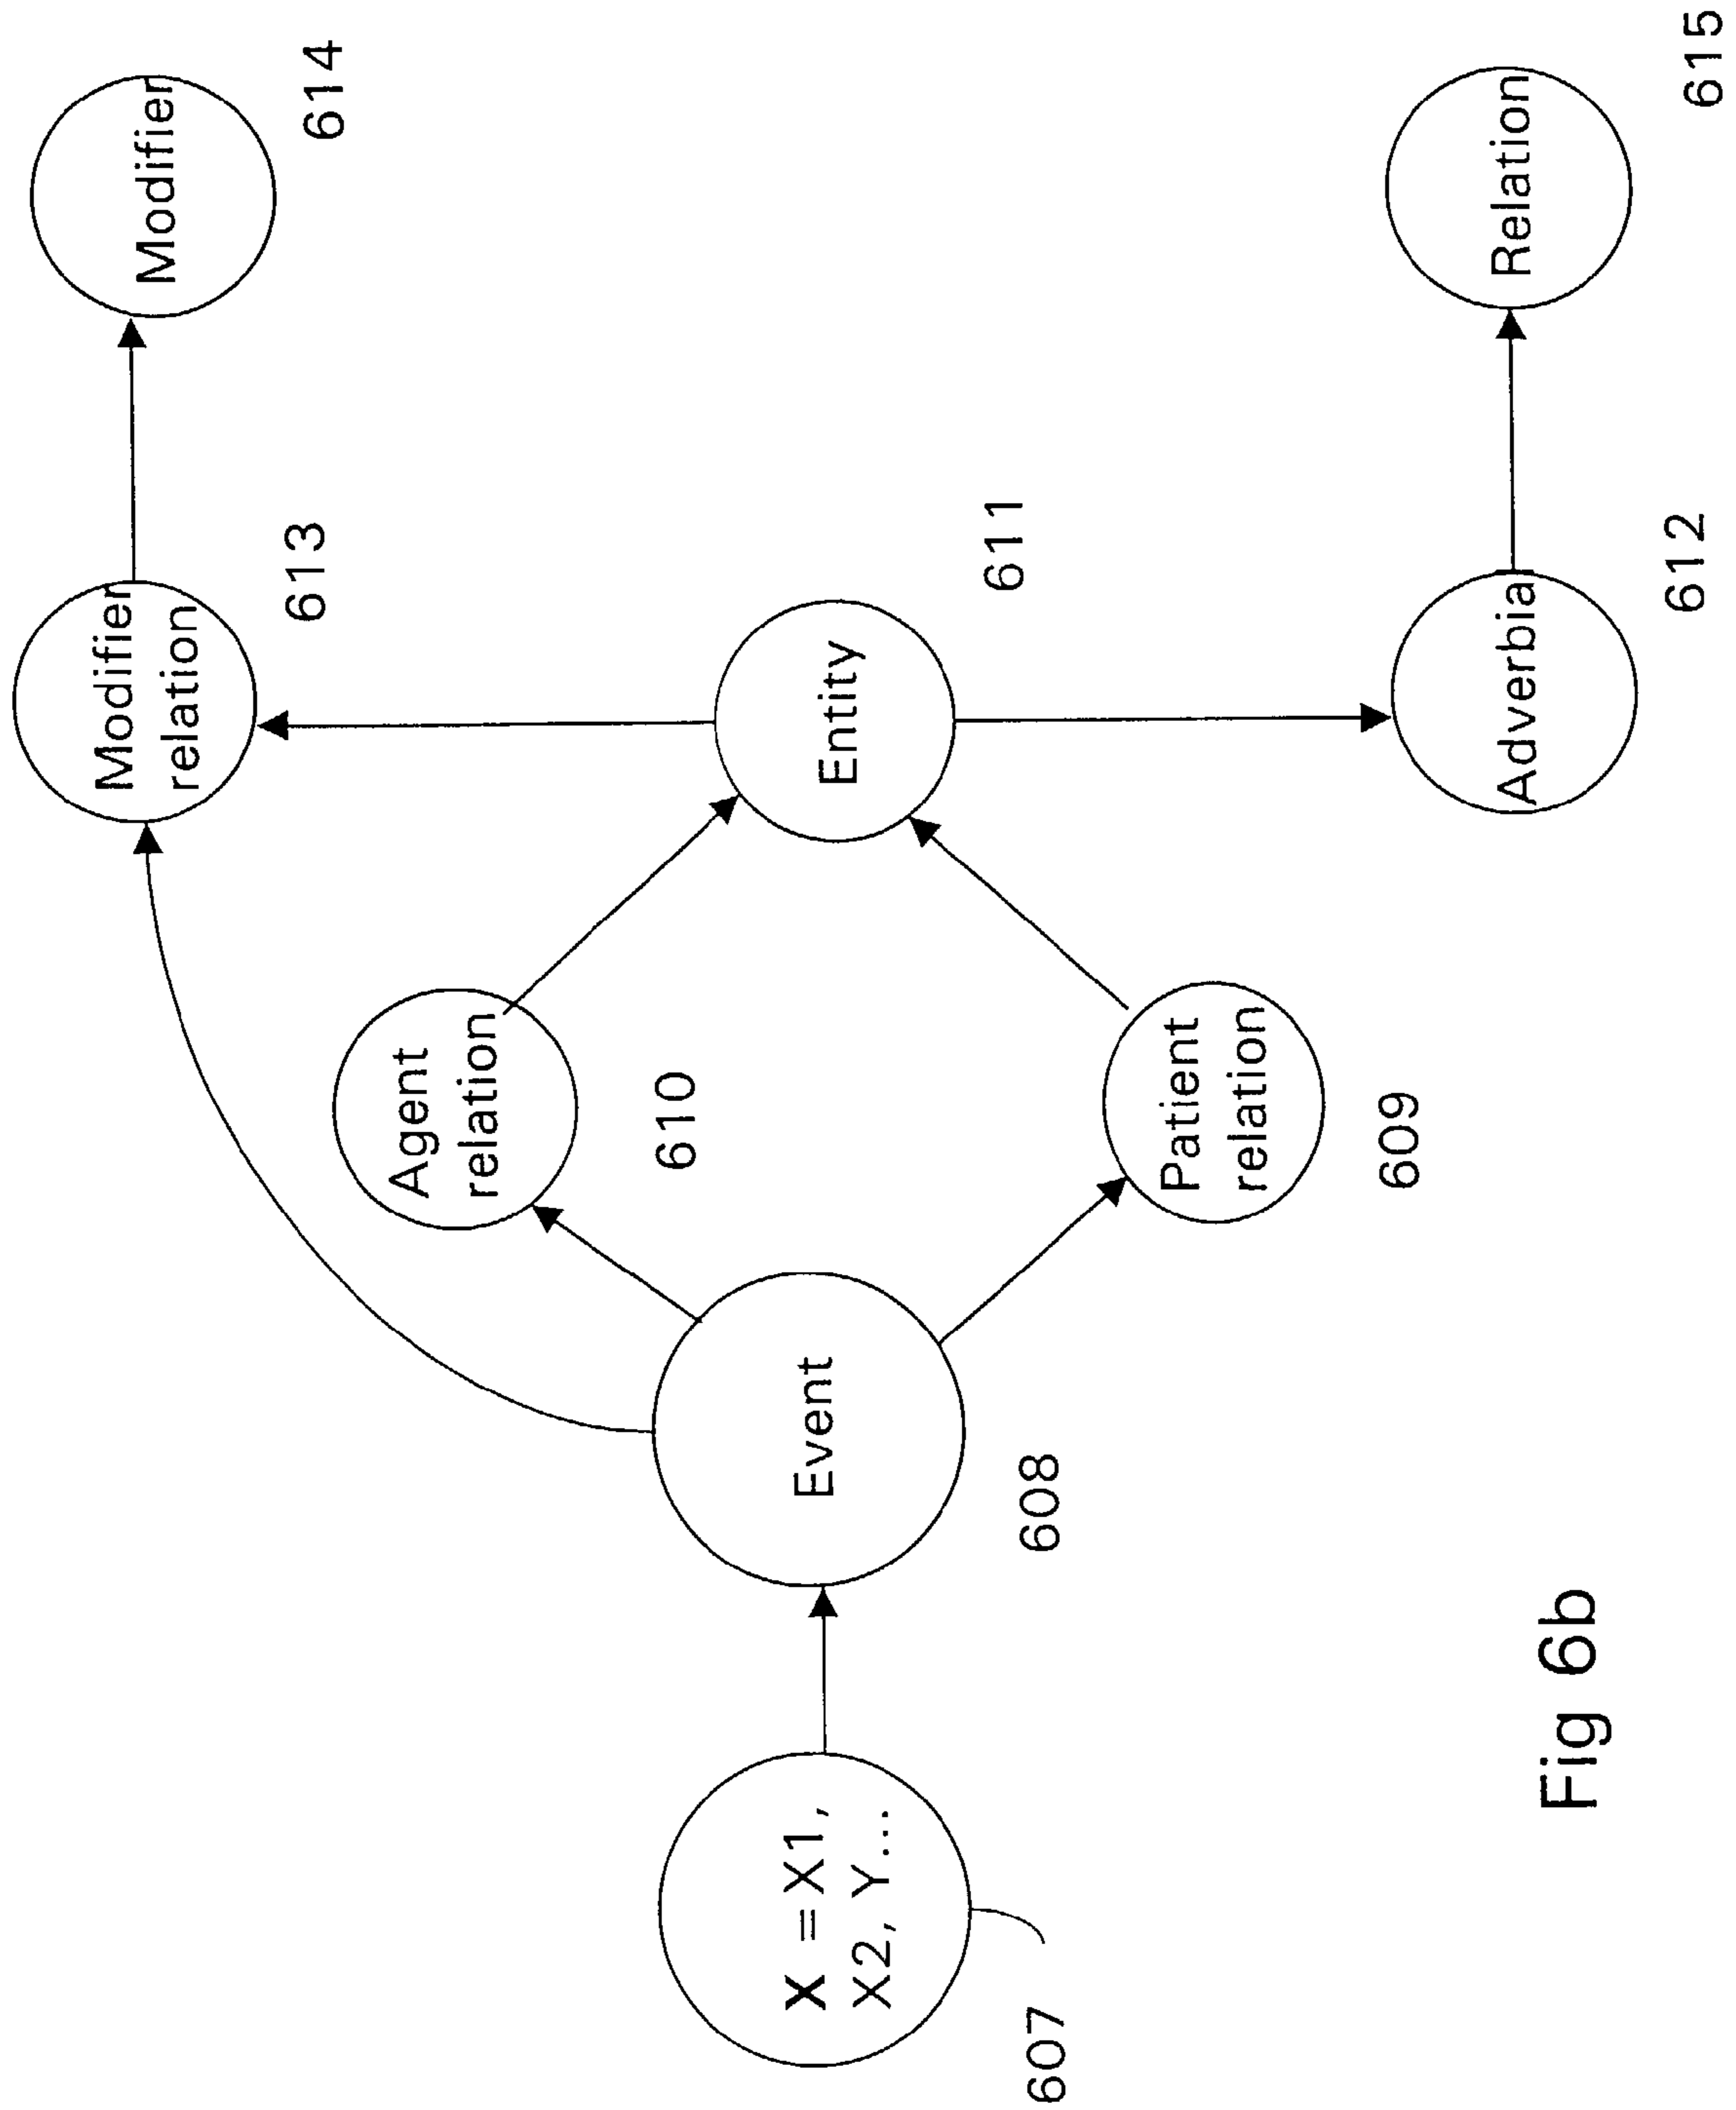 Modifier
relation
613
Modifier
614
Agent
relation
610
X = X1,
X2, Y...
607
Event
608
Entity
611
Patient
relation
609
Adverbial
612
Relation
615
Fig 6b